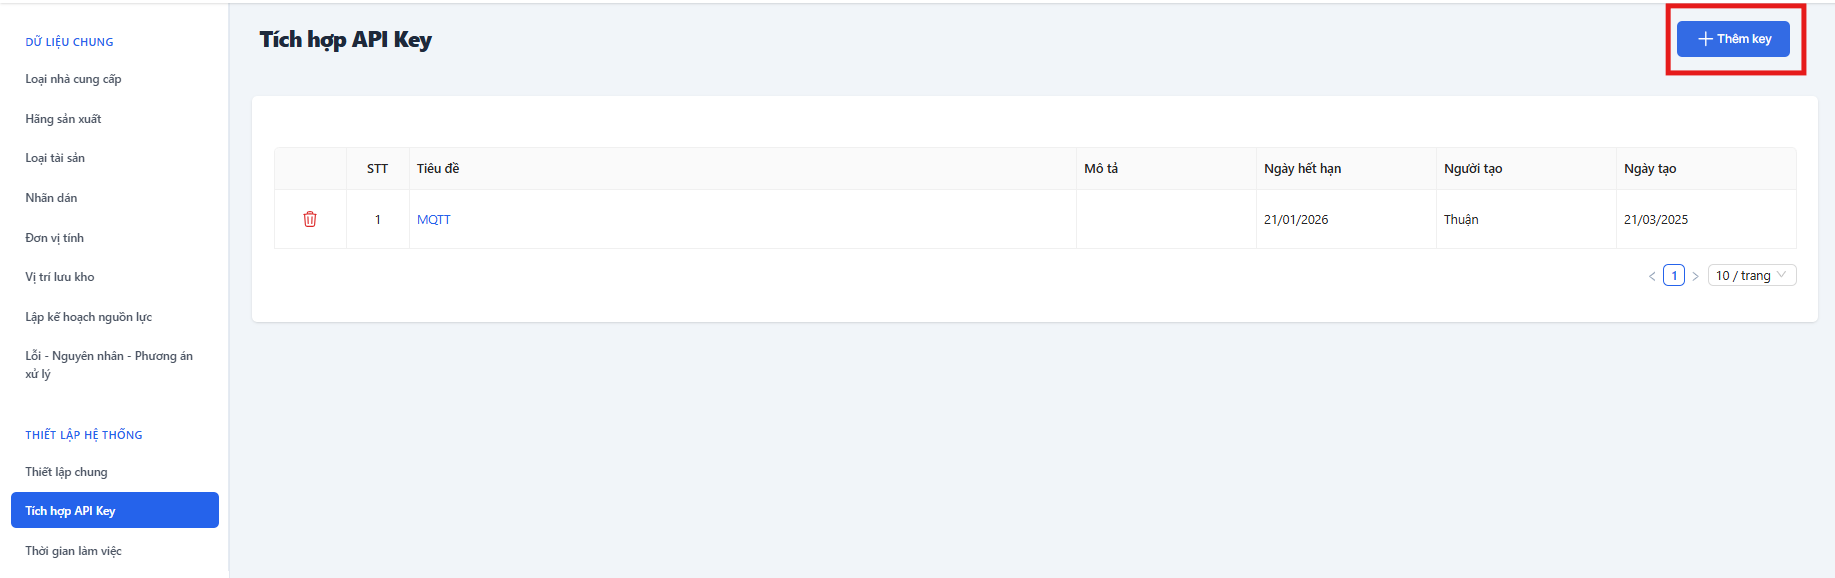 DỮ LIỆU CHUNG
Loại nhà cung cấp
Hãng sản xuất
Loại tài sản
Nhãn dán
Đơn vị tính
Vị trí lưu kho
Lập kế hoạch nguồn lực
Lỗi - Nguyên nhân - Phương án
xử lý
THIẾT LẬP HỆ THỐNG
Thiết lập chung
Tích hợp API Key
Thời gian làm việc
Tích hợp API Key
Thêm key
STT Tiêu đề Mô tả Ngày hết hạn Người tạo Ngày tạo
1 MQTT 21/01/2026 Thuận 21/03/2025
< 1 > 10 / trang